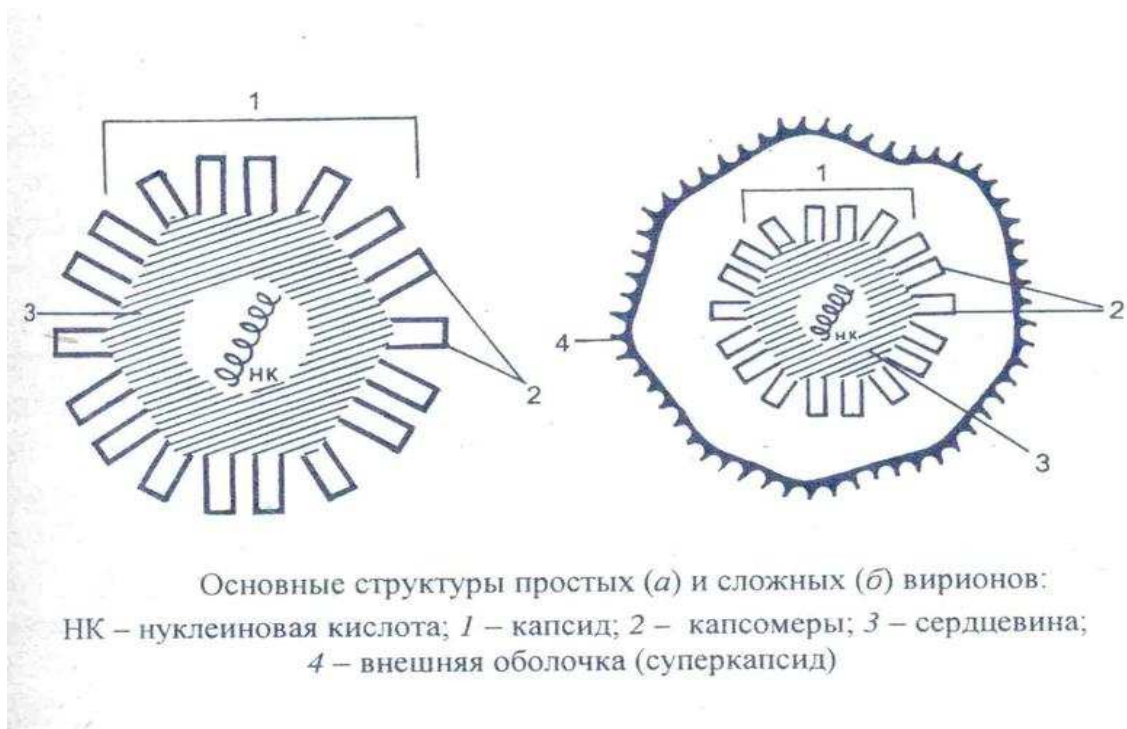 1
3
НК
2
1
2
4
НК
3
Основные структуры простых (а) и сложных (б) вирионов:
НК – нуклеиновая кислота; 1 – капсид; 2 – капсомеры; 3 – сердцевина;
4 – внешняя оболочка (суперкапсид)